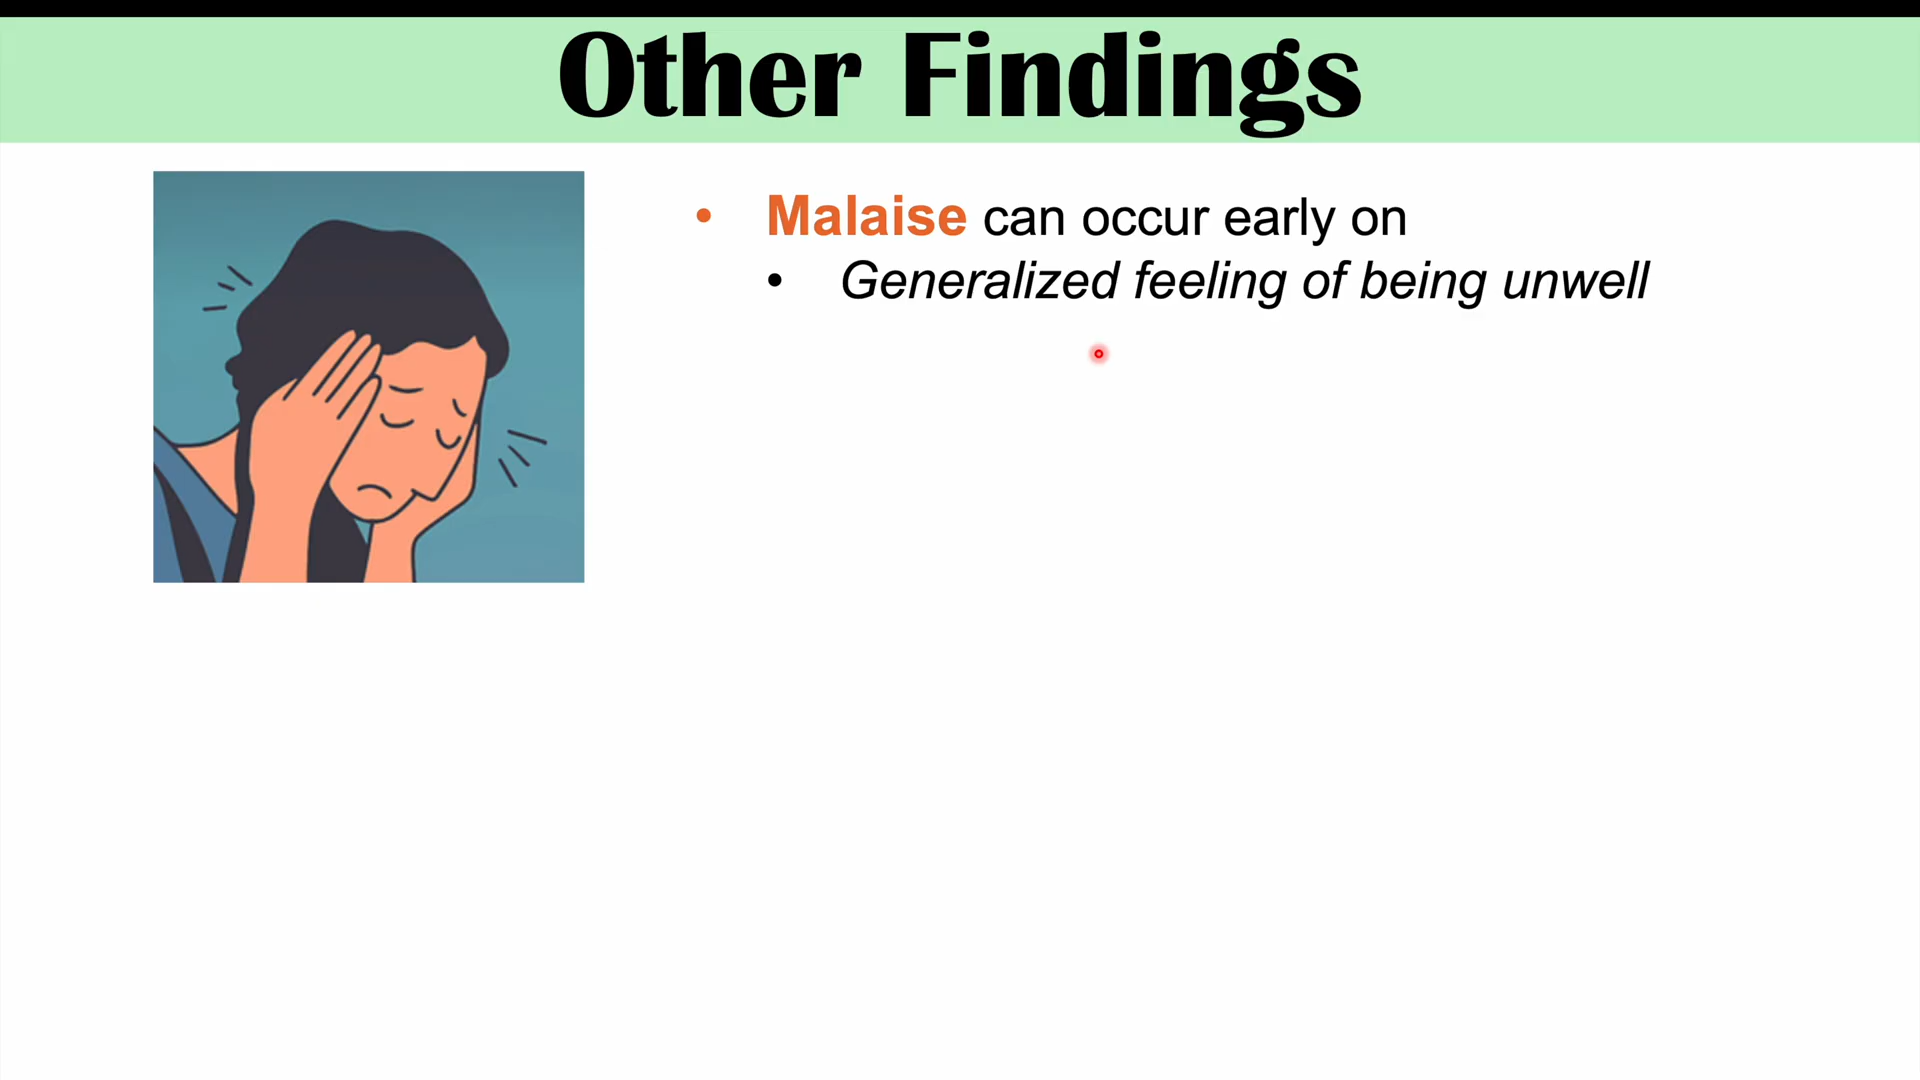 Other Findings
• Malaise can occur early on
• Generalized feeling of being unwell